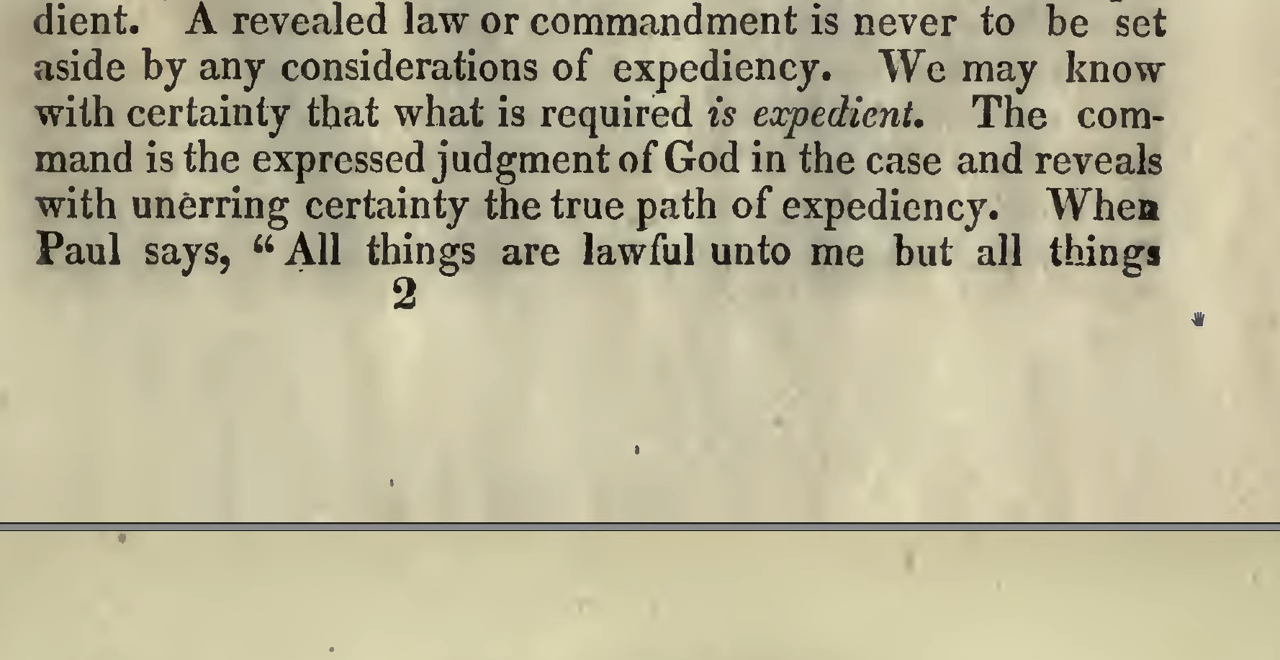 dient. A revealed law or commandment is never to be set
aside by any considerations of expediency. We may know
with certainty that what is required is expedient. The com-
mand is the expressed judgment of God in the case and reveals
with unerring certainty the true path of expediency. When
Paul says, “ All things are lawful unto me but all things
2